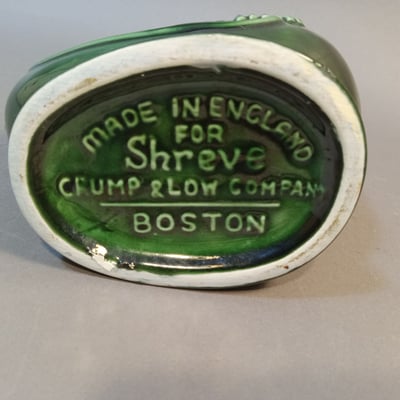 MADE IN ENGLAND
FOR
Shreve
CRUMP & LOW COMPANY
BOSTON